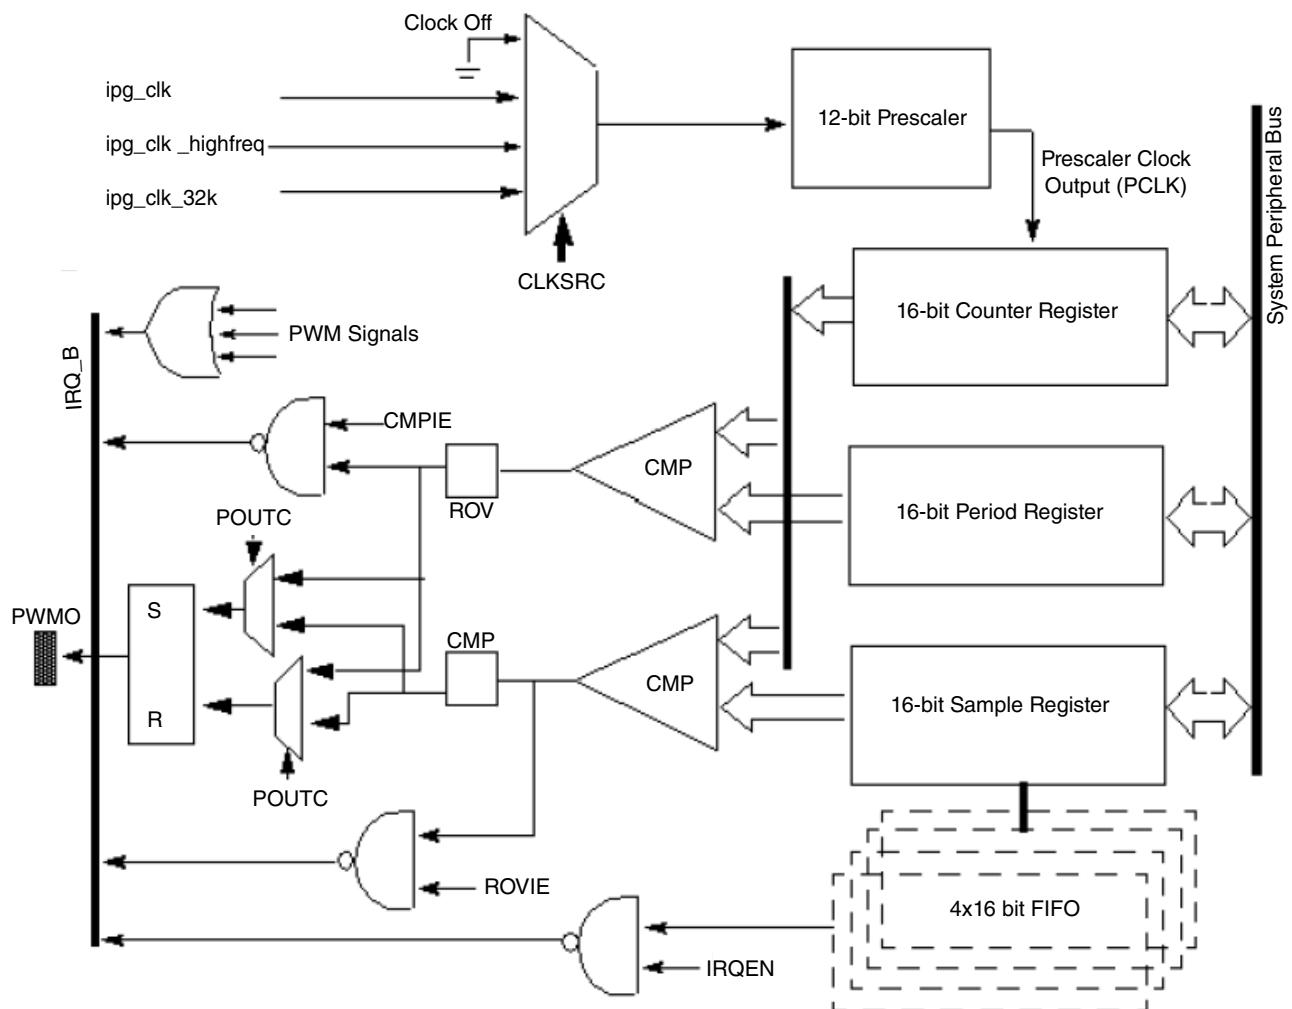 Clock Off
ipg_clk
ipg_clk _highfreq
ipg_clk_32k
CLKSRC
12-bit Prescaler
Prescaler Clock
Output (PCLK)
System Peripheral Bus
16-bit Counter Register
PWM Signals
IRQ_B
CMPIE
CMP
ROV
16-bit Period Register
POUTC
PWMO
S
R
CMP
CMP
16-bit Sample Register
POUTC
ROVIE
4x16 bit FIFO
IRQEN